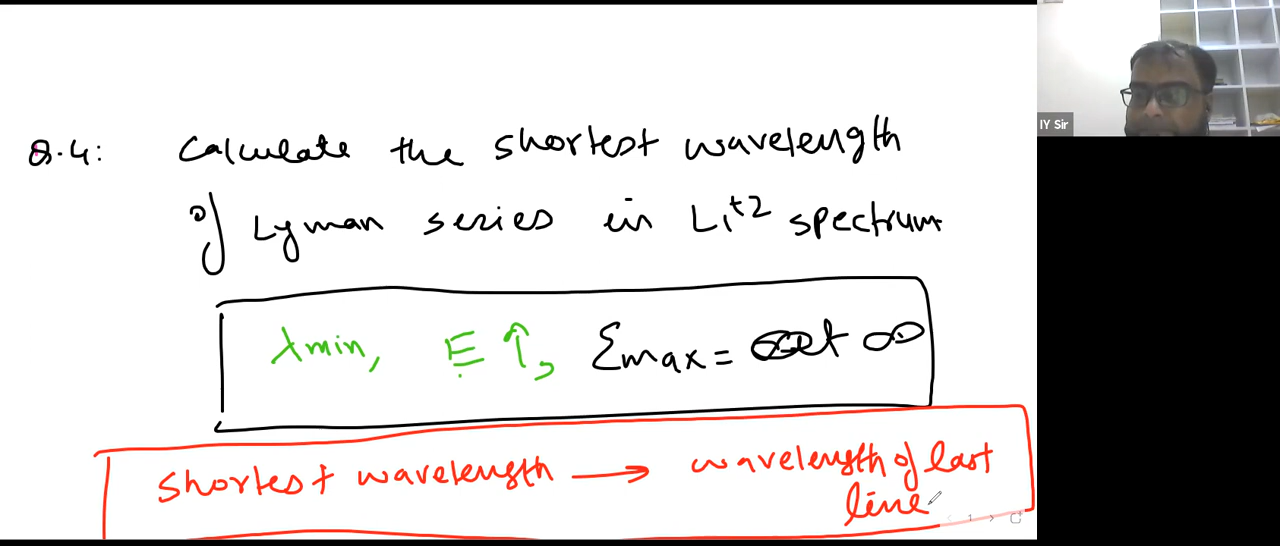 Q.4: Calculate the shortest wavelength
of Lyman series in Li+2 spectrum
λmin, E ↑, Emax = at ∞
shortest wavelength → wavelength of last
line
IY Sir
1